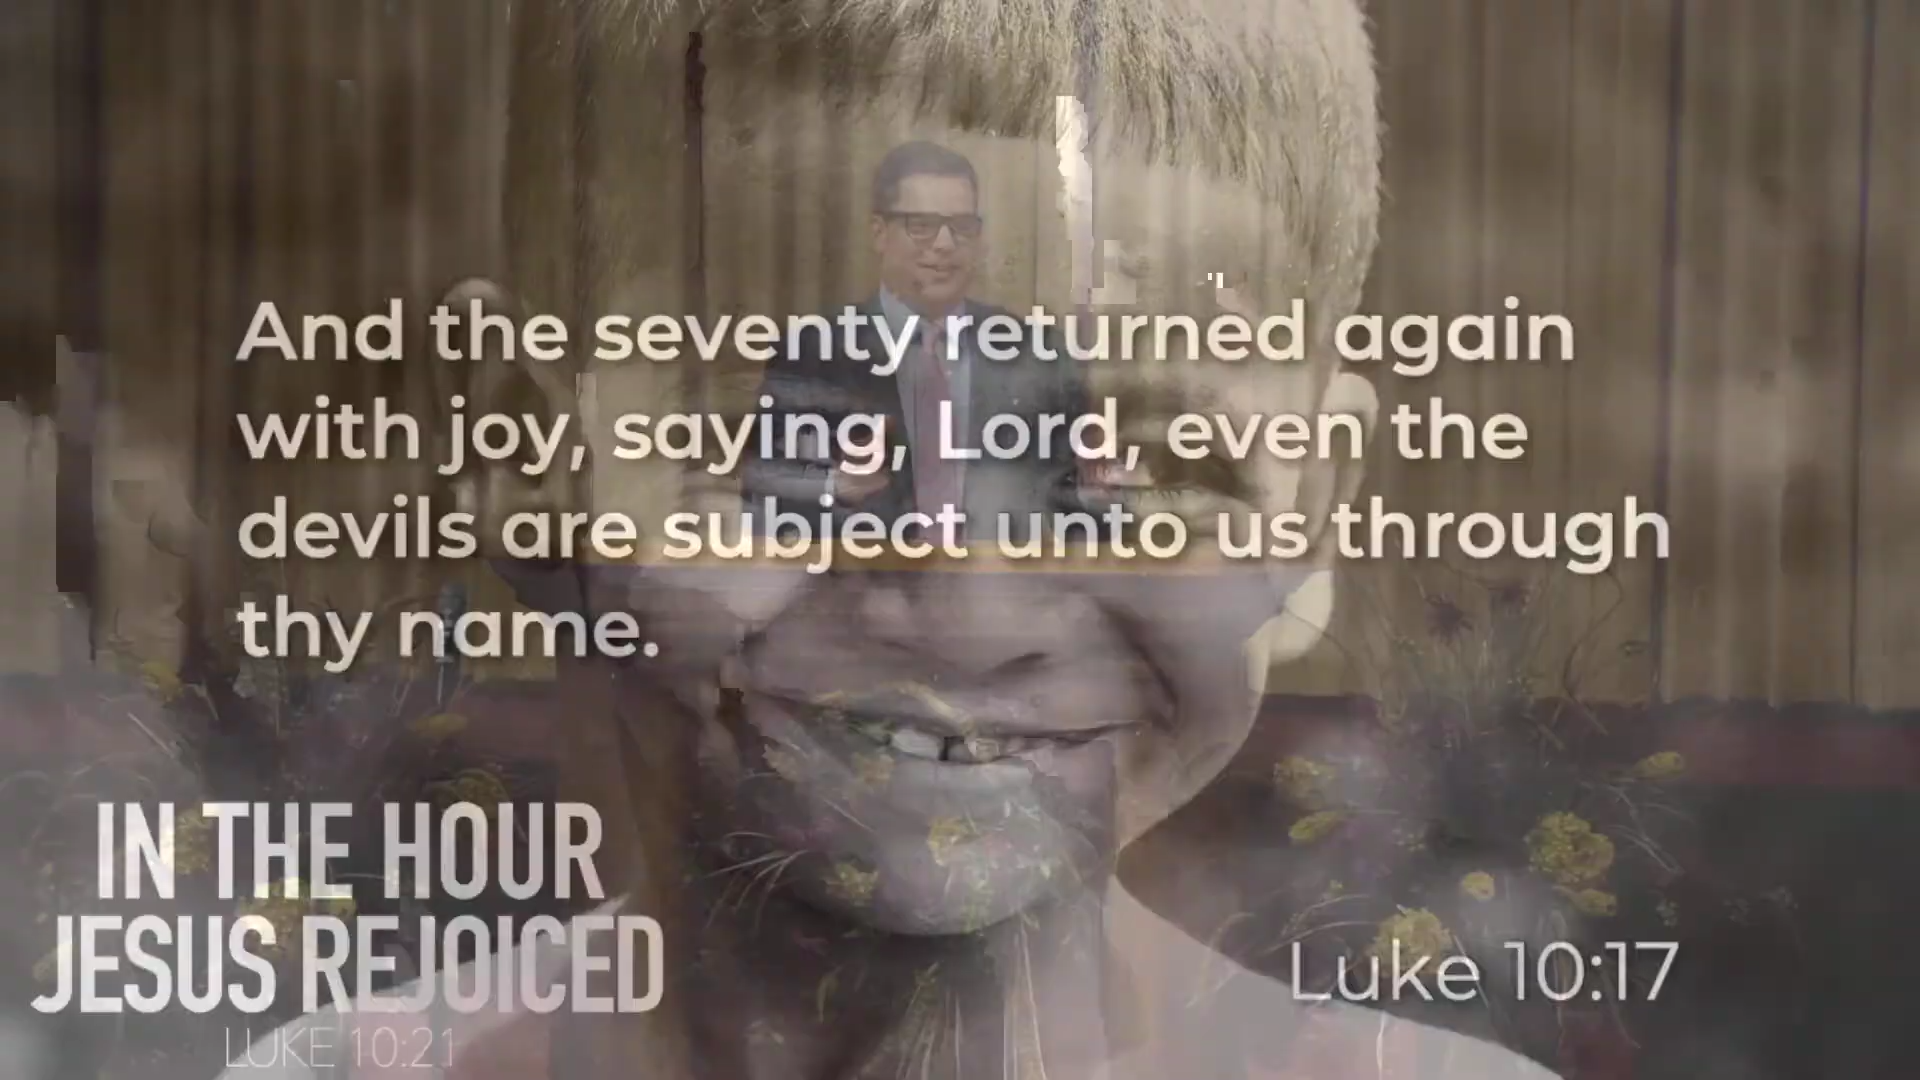 And the seventy returned again
with joy, saying, Lord, even the
devils are subject unto us through
thy name.
IN THE HOUR
JESUS REJOICED
LUKE 10:21
Luke 10:17